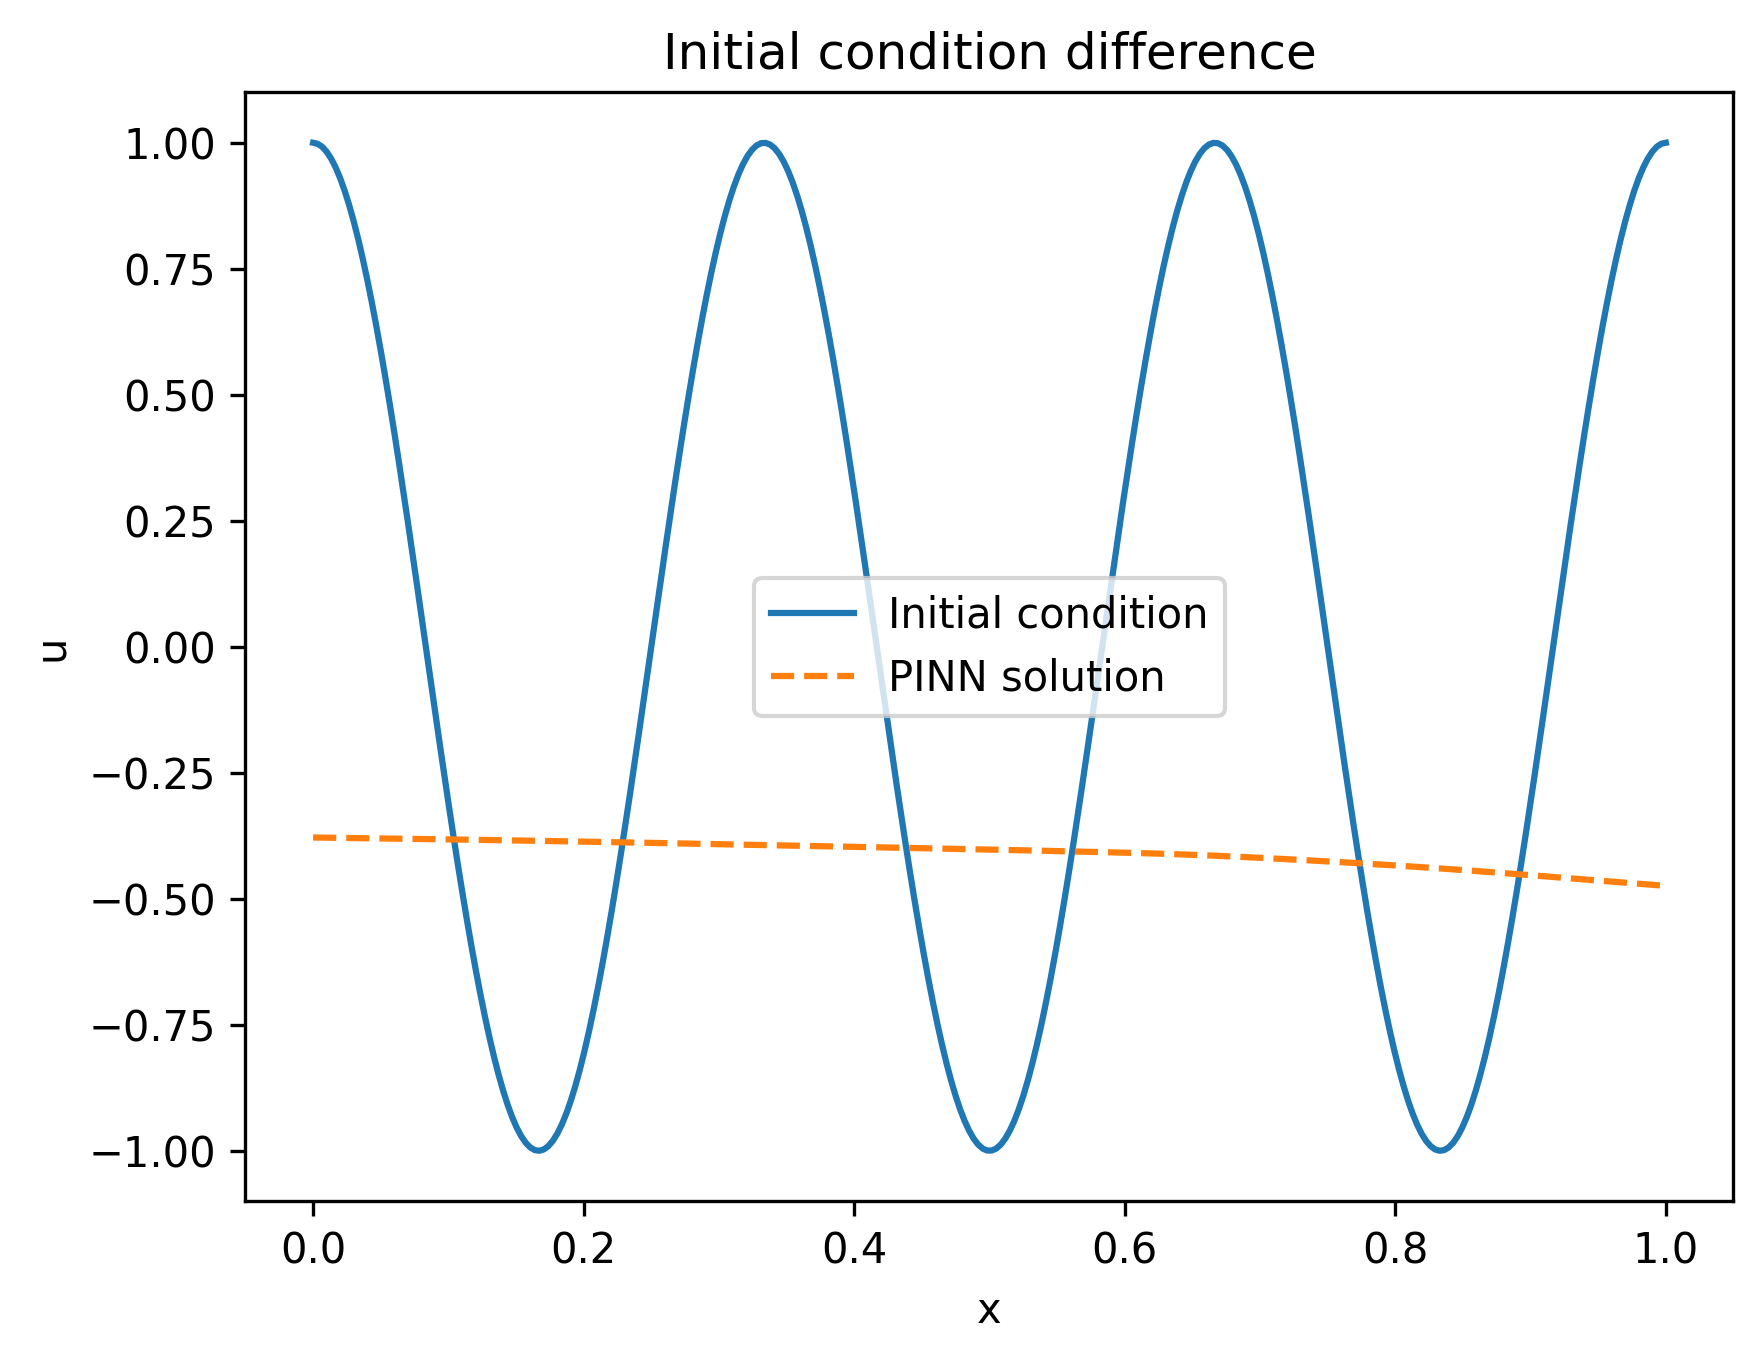 Initial condition difference
1.00
0.75
0.50
0.25
0.00
−0.25
−0.50
−0.75
−1.00
u
Initial condition
PINN solution
0.0 0.2 0.4 0.6 0.8 1.0
x